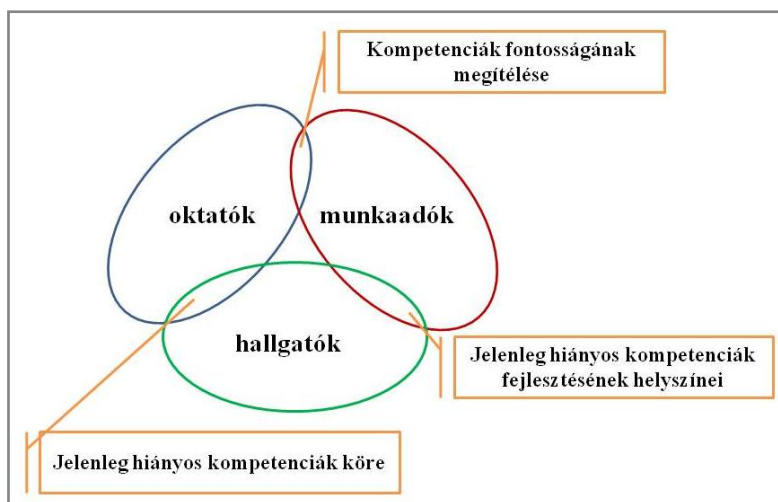 Kompetenciák fontosságának
megítélése
oktatók
munkaadók
hallgatók
Jelenleg hiányos kompetenciák
fejlesztésének helyszínei
Jelenleg hiányos kompetenciák köre